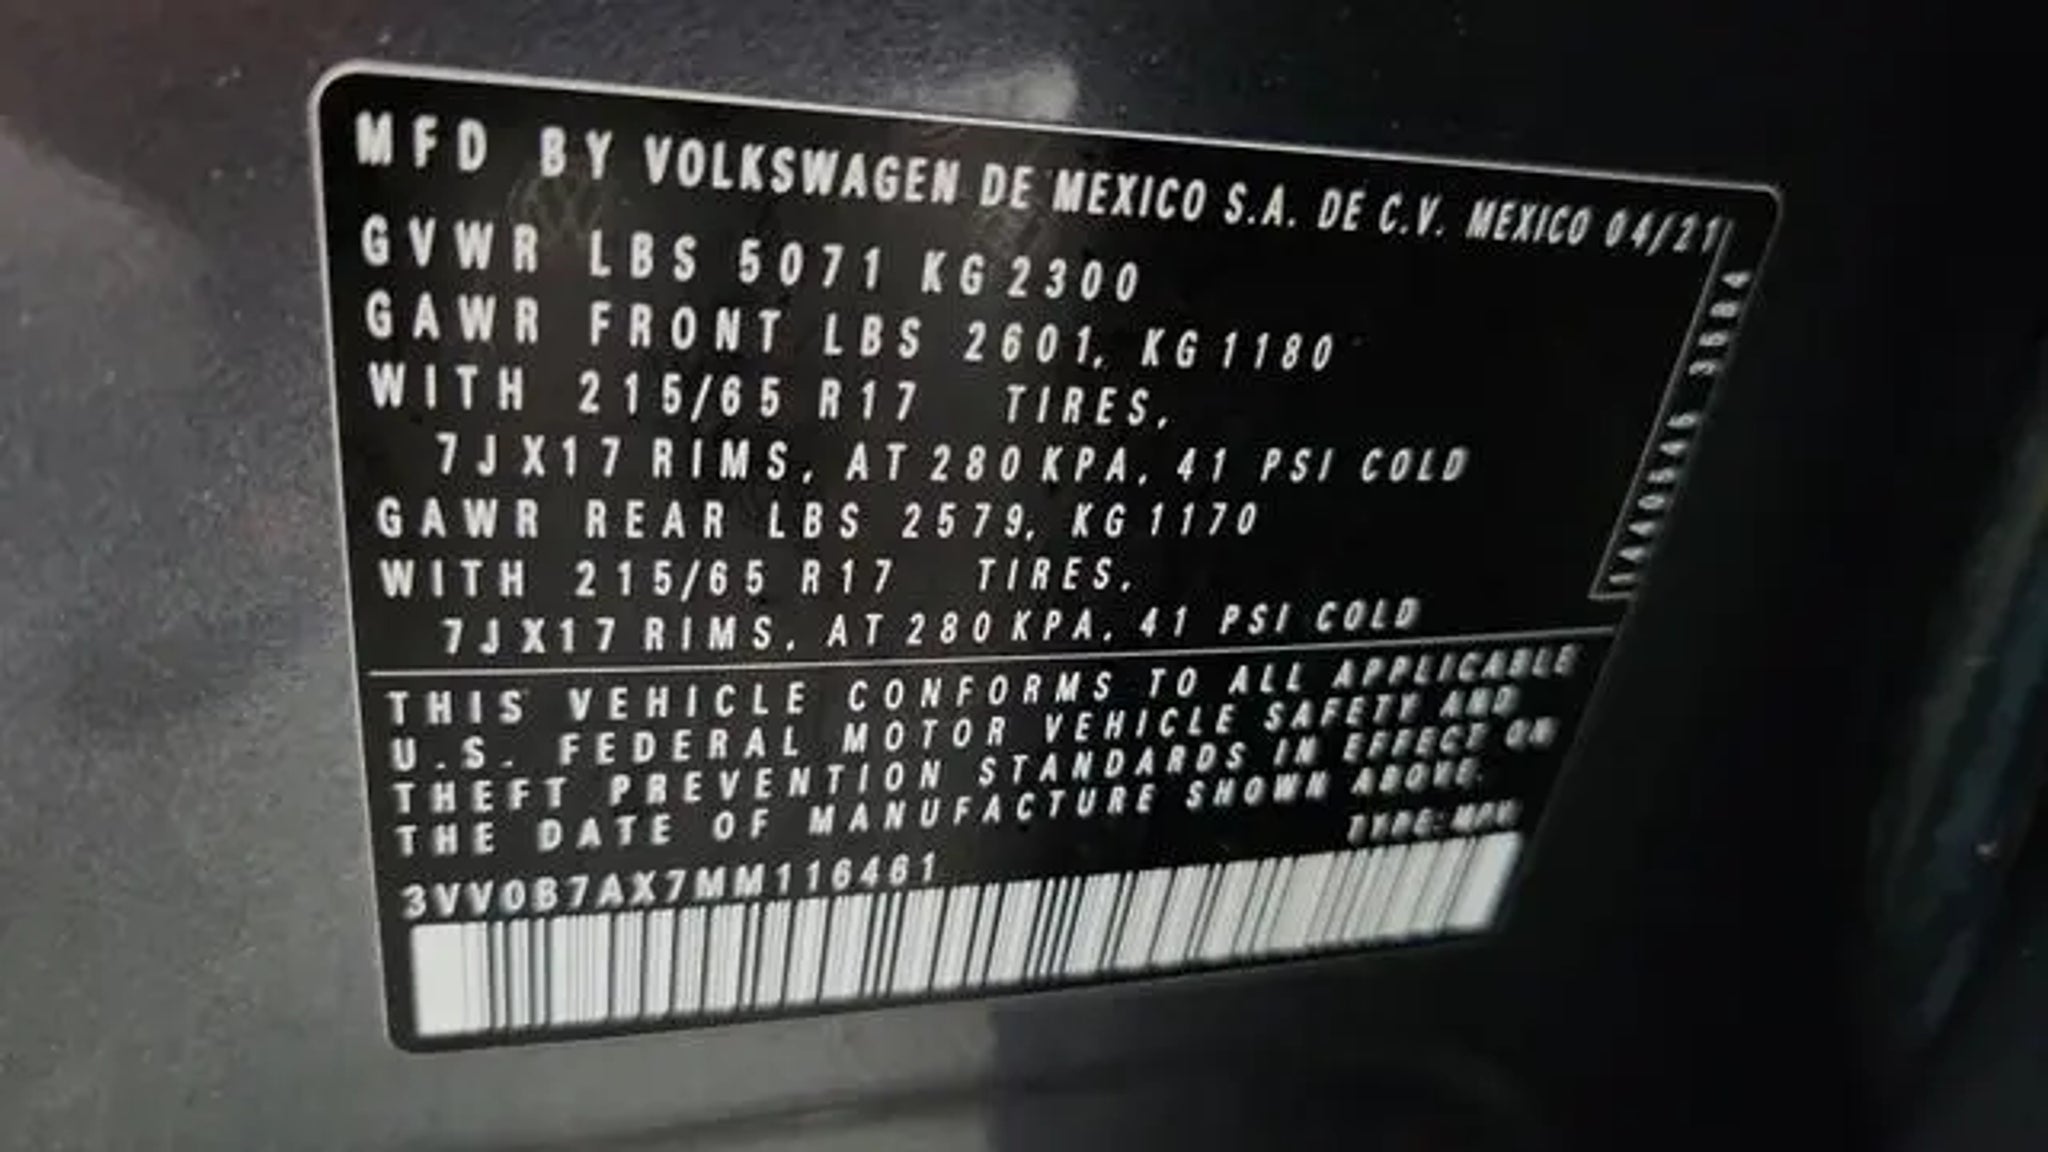 MFD BY VOLKSWAGEN DE MEXICO S.A. DE C.V. MEXICO 04/21
GVWR LBS 5071 KG 2300
GAWR FRONT LBS 2601, KG 1180
WITH 215/65 R17 TIRES,
7JX17 RIMS, AT 280 KPA, 41 PSI COLD
GAWR REAR LBS 2579, KG 1170
WITH 215/65 R17 TIRES,
7JX17 RIMS, AT 280 KPA, 41 PSI COLD
THIS VEHICLE CONFORMS TO ALL APPLICABLE
U.S. FEDERAL MOTOR VEHICLE SAFETY AND
THEFT PREVENTION STANDARDS IN EFFECT ON
THE DATE OF MANUFACTURE SHOWN ABOVE.
TYPE: MPV
3VV0B7AX7MM116461